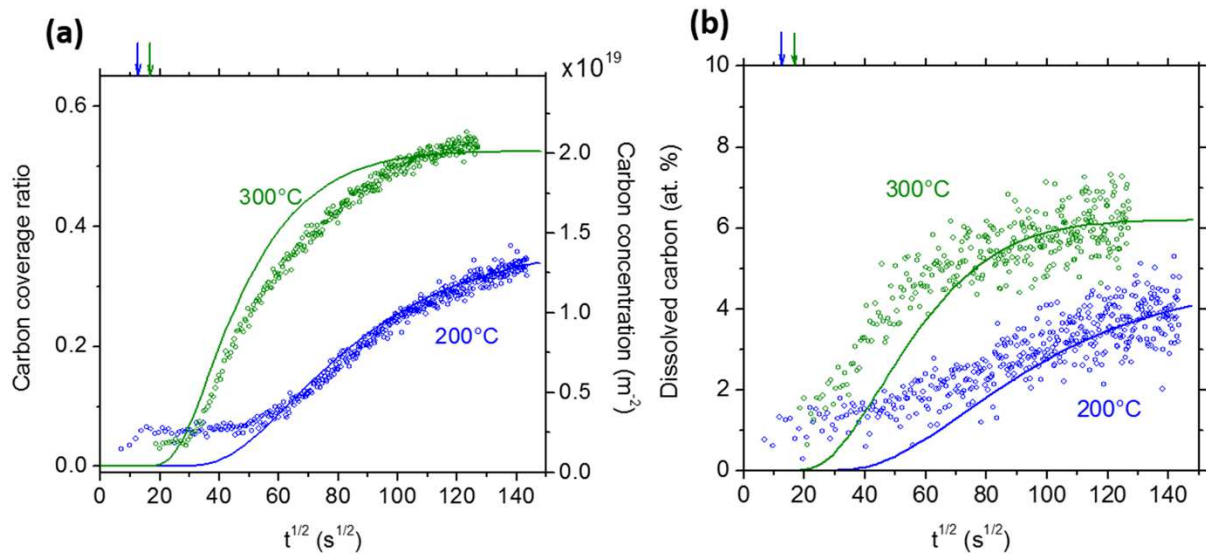 (a)
x10^19
0.6
0.4
0.2
0.0
Carbon coverage ratio
300°C
200°C
2.0
1.5
1.0
0.5
0.0
Carbon concentration (m^-2)
0 20 40 60 80 100 120 140
t^1/2 (s^1/2)
(b)
10
8
6
4
2
0
Dissolved carbon (at. %)
300°C
200°C
0 20 40 60 80 100 120 140
t^1/2 (s^1/2)